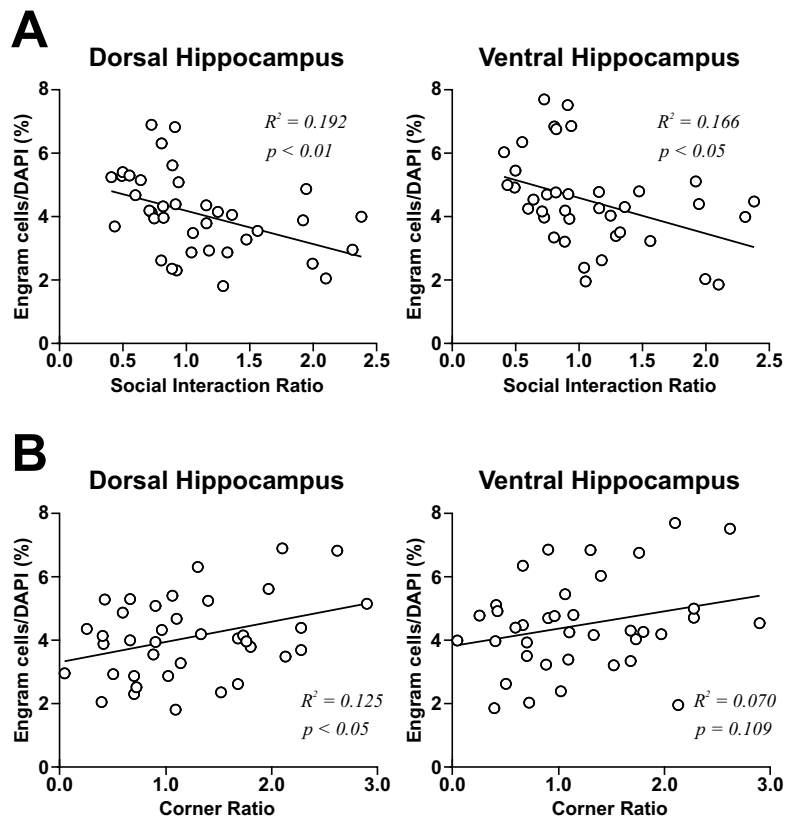 A
Dorsal Hippocampus
Engram cells/DAPI (%)
8
6
4
2
0
R² = 0.192
p < 0.01
0.0 0.5 1.0 1.5 2.0 2.5
Social Interaction Ratio
Ventral Hippocampus
Engram cells/DAPI (%)
8
6
4
2
0
R² = 0.166
p < 0.05
0.0 0.5 1.0 1.5 2.0 2.5
Social Interaction Ratio
B
Dorsal Hippocampus
Engram cells/DAPI (%)
8
6
4
2
0
R² = 0.125
p < 0.05
0.0 1.0 2.0 3.0
Corner Ratio
Ventral Hippocampus
Engram cells/DAPI (%)
8
6
4
2
0
R² = 0.070
p = 0.109
0.0 1.0 2.0 3.0
Corner Ratio